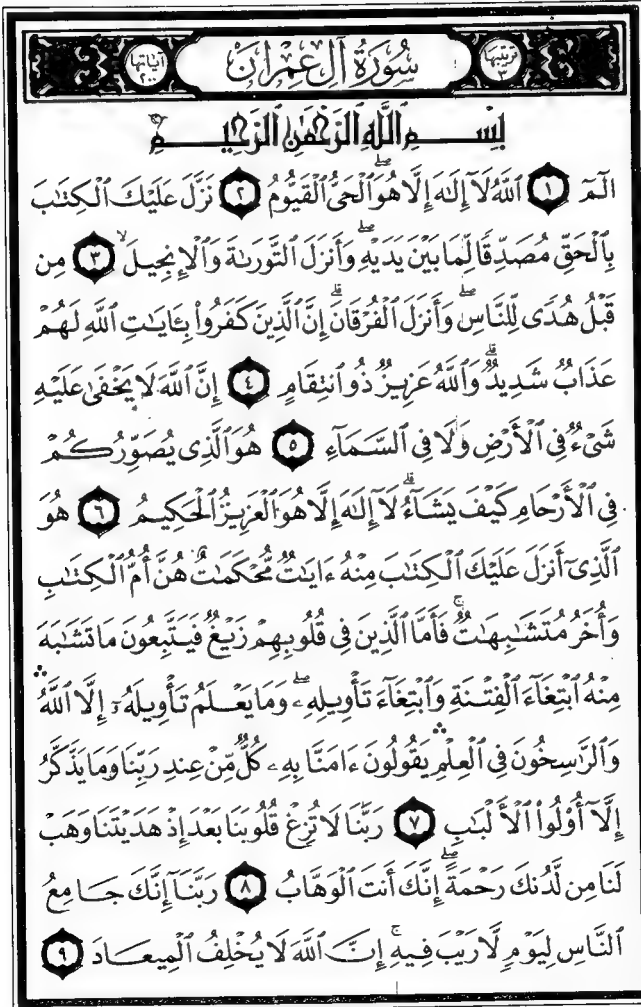 ترتيبها ٣ سُورَةُ آلِ عِمْرَانَ آياتها ٢٠٠
بِسْمِ ٱللَّهِ ٱلرَّحْمَٰنِ ٱلرَّحِيمِ
الٓمٓ ١ ٱللَّهُ لَآ إِلَٰهَ إِلَّا هُوَۖ ٱلْحَىُّ ٱلْقَيُّومُ ٢ نَزَّلَ عَلَيْكَ ٱلْكِتَٰبَ
بِٱلْحَقِّ مُصَدِّقًا لِّمَا بَيْنَ يَدَيْهِۖ وَأَنزَلَ ٱلتَّوْرَىٰةَ وَٱلْإِنجِيلَۙ ٣ مِن
قَبْلُ هُدًى لِّلنَّاسِۖ وَأَنزَلَ ٱلْفُرْقَانَۗ إِنَّ ٱلَّذِينَ كَفَرُوا۟ بِـَٔايَٰتِ ٱللَّهِ لَهُمْ
عَذَابٌ شَدِيدٌۗ وَٱللَّهُ عَزِيزٌ ذُو ٱنتِقَامٍ ٤ إِنَّ ٱللَّهَ لَا يَخْفَىٰ عَلَيْهِ
شَىْءٌ فِى ٱلْأَرْضِ وَلَا فِى ٱلسَّمَآءِ ٥ هُوَ ٱلَّذِى يُصَوِّرُكُمْ
فِى ٱلْأَرْحَامِ كَيْفَ يَشَآءُۗ لَآ إِلَٰهَ إِلَّا هُوَ ٱلْعَزِيزُ ٱلْحَكِيمُ ٦ هُوَ
ٱلَّذِىٓ أَنزَلَ عَلَيْكَ ٱلْكِتَٰبَ مِنْهُ ءَايَٰتٌ مُّحْكَمَٰتٌ هُنَّ أُمُّ ٱلْكِتَٰبِ
وَأُخَرُ مُتَشَٰبِهَٰتٌۚ فَأَمَّا ٱلَّذِينَ فِى قُلُوبِهِمْ زَيْغٌ فَيَتَّبِعُونَ مَا تَشَٰبَهَ
مِنْهُ ٱبْتِغَآءَ ٱلْفِتْنَةِ وَٱبْتِغَآءَ تَأْوِيلِهِۦۖ وَمَا يَعْلَمُ تَأْوِيلَهُۥٓ إِلَّا ٱللَّهُۛ
وَٱلرَّٰسِخُونَ فِى ٱلْعِلْمِۛ يَقُولُونَ ءَامَنَّا بِهِۦ كُلٌّ مِّنْ عِندِ رَبِّنَا وَمَا يَذَّكَّرُ
إِلَّآ أُو۟لُوا۟ ٱلْأَلْبَٰبِ ٧ رَبَّنَا لَا تُزِغْ قُلُوبَنَا بَعْدَ إِذْ هَدَيْتَنَا وَهَبْ
لَنَا مِن لَّدُنكَ رَحْمَةًۖ إِنَّكَ أَنتَ ٱلْوَهَّابُ ٨ رَبَّنَآ إِنَّكَ جَامِعُ
ٱلنَّاسِ لِيَوْمٍ لَّا رَيْبَ فِيهِۚ إِنَّ ٱللَّهَ لَا يُخْلِفُ ٱلْمِيعَادَ ٩